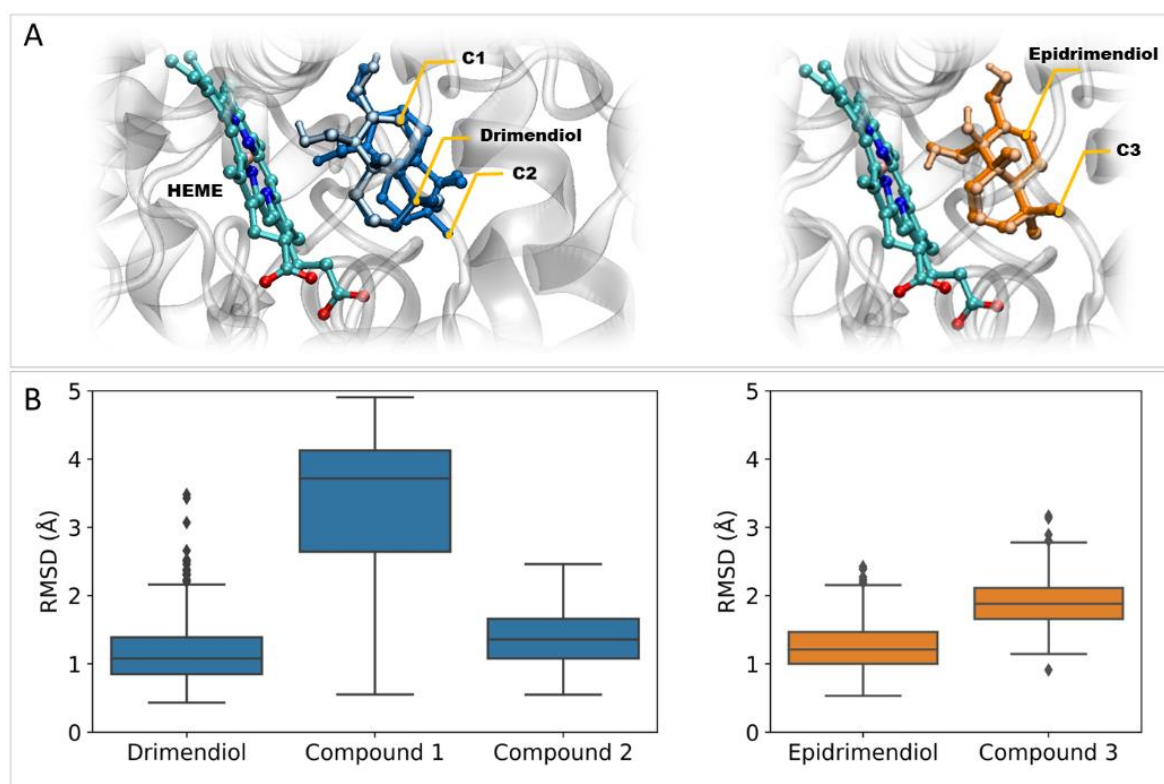 A
C1
Drimendiol
C2
HEME
Epidrimendiol
C3
B
RMSD (Å)
5
4
3
2
1
0
Drimendiol Compound 1 Compound 2
RMSD (Å)
5
4
3
2
1
0
Epidrimendiol Compound 3